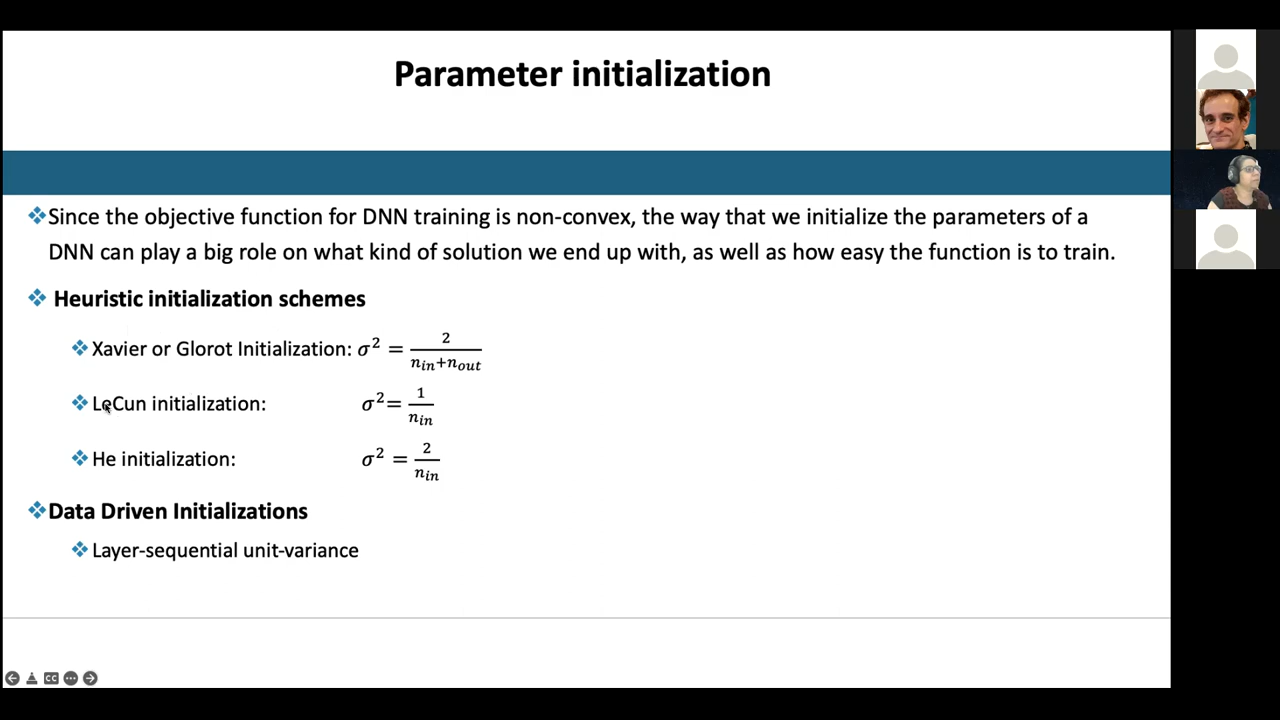 Parameter initialization
Since the objective function for DNN training is non-convex, the way that we initialize the parameters of a
DNN can play a big role on what kind of solution we end up with, as well as how easy the function is to train.
Heuristic initialization schemes
Xavier or Glorot Initialization: σ² = 2 / (n_in+n_out)
LeCun initialization: σ²= 1 / n_in
He initialization: σ² = 2 / n_in
Data Driven Initializations
Layer-sequential unit-variance
CC